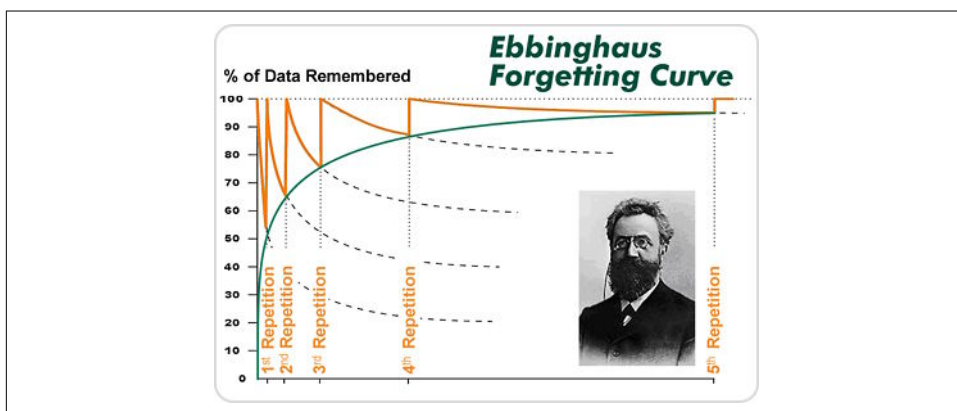 Ebbinghaus
Forgetting Curve
% of Data Remembered
100
90
80
70
60
50
40
30
20
10
0
1st Repetition
2nd Repetition
3rd Repetition
4th Repetition
5th Repetition